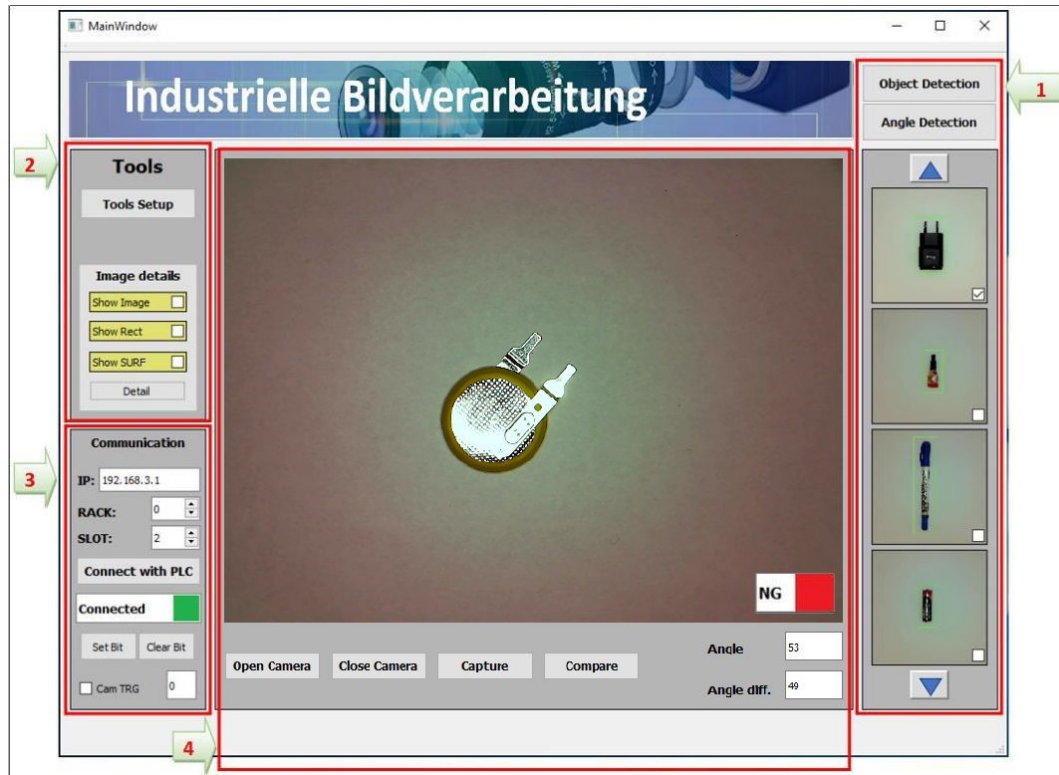 MainWindow
Industrielle Bildverarbeitung
Object Detection
Angle Detection
1
2
Tools
Tools Setup
Image details
Show Image
Show Rect
Show SURF
Detail
3
Communication
IP: 192.168.3.1
RACK: 0
SLOT: 2
Connect with PLC
Connected
Set Bit Clear Bit
Cam TRG 0
NG
Open Camera Close Camera Capture Compare
Angle 53
Angle diff. 49
4